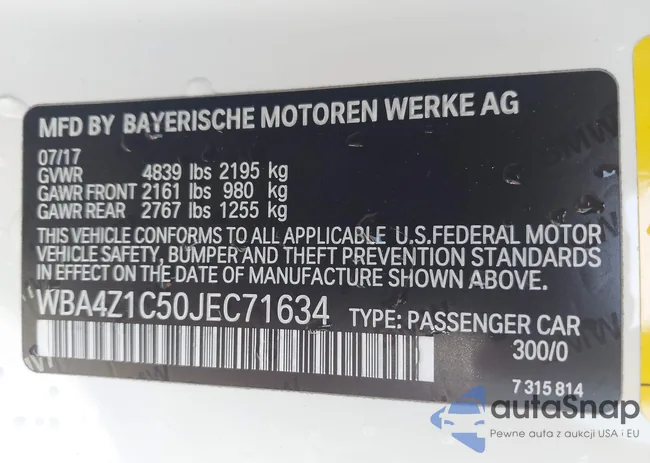 MFD BY BAYERISCHE MOTOREN WERKE AG
07/17
GVWR 4839 lbs 2195 kg
GAWR FRONT 2161 lbs 980 kg
GAWR REAR 2767 lbs 1255 kg
THIS VEHICLE CONFORMS TO ALL APPLICABLE U.S.FEDERAL MOTOR
VEHICLE SAFETY, BUMPER AND THEFT PREVENTION STANDARDS
IN EFFECT ON THE DATE OF MANUFACTURE SHOWN ABOVE.
WBA4Z1C50JEC71634 TYPE: PASSENGER CAR
300/0
7 315 814
autaSnap
Pewne auta z aukcji USA i EU